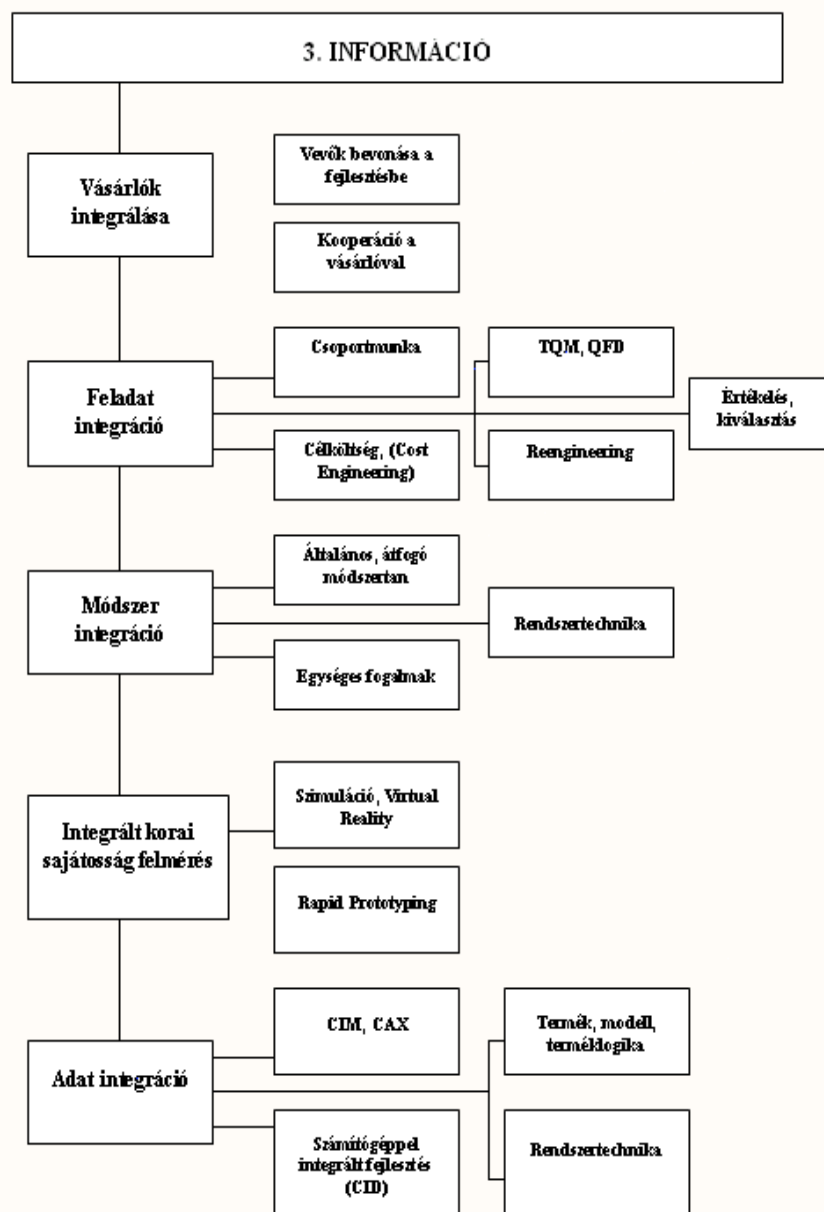 3. INFORMÁCIÓ
Vásárlók
integrálása
Vevők bevonása a
fejlesztésbe
Kooperáció a
vásárlóval
Feladat
integráció
Csoportmunka
TQM, QFD
Értékelés,
kiválasztás
Célköltség, (Cost
Engineering)
Reengineering
Módszer
integráció
Általános, átfogó
módszertan
Rendszertechnika
Egységes fogalmak
Integrált korai
sajátosság felmérés
Szimuláció, Virtual
Reality
Rapid Prototyping
Adat integráció
CIM, CAX
Termék, modell,
terméklogika
Számítógéppel
integrált fejlesztés
(CID)
Rendszertechnika